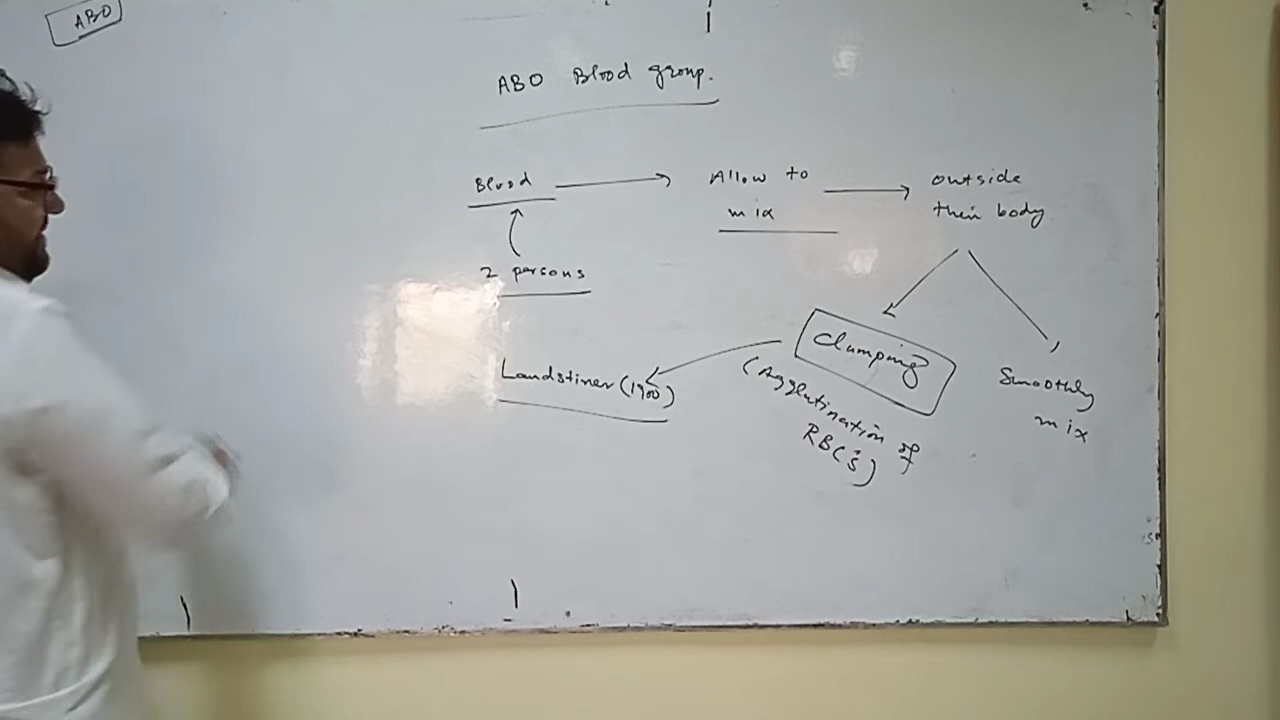 ABO
ABO Blood group.
Blood
Allow to
mix
outside
their body
2 persons
Clumping
(Agglutination of
RBCs)
Smoothly
mix
Landstiner (1900)